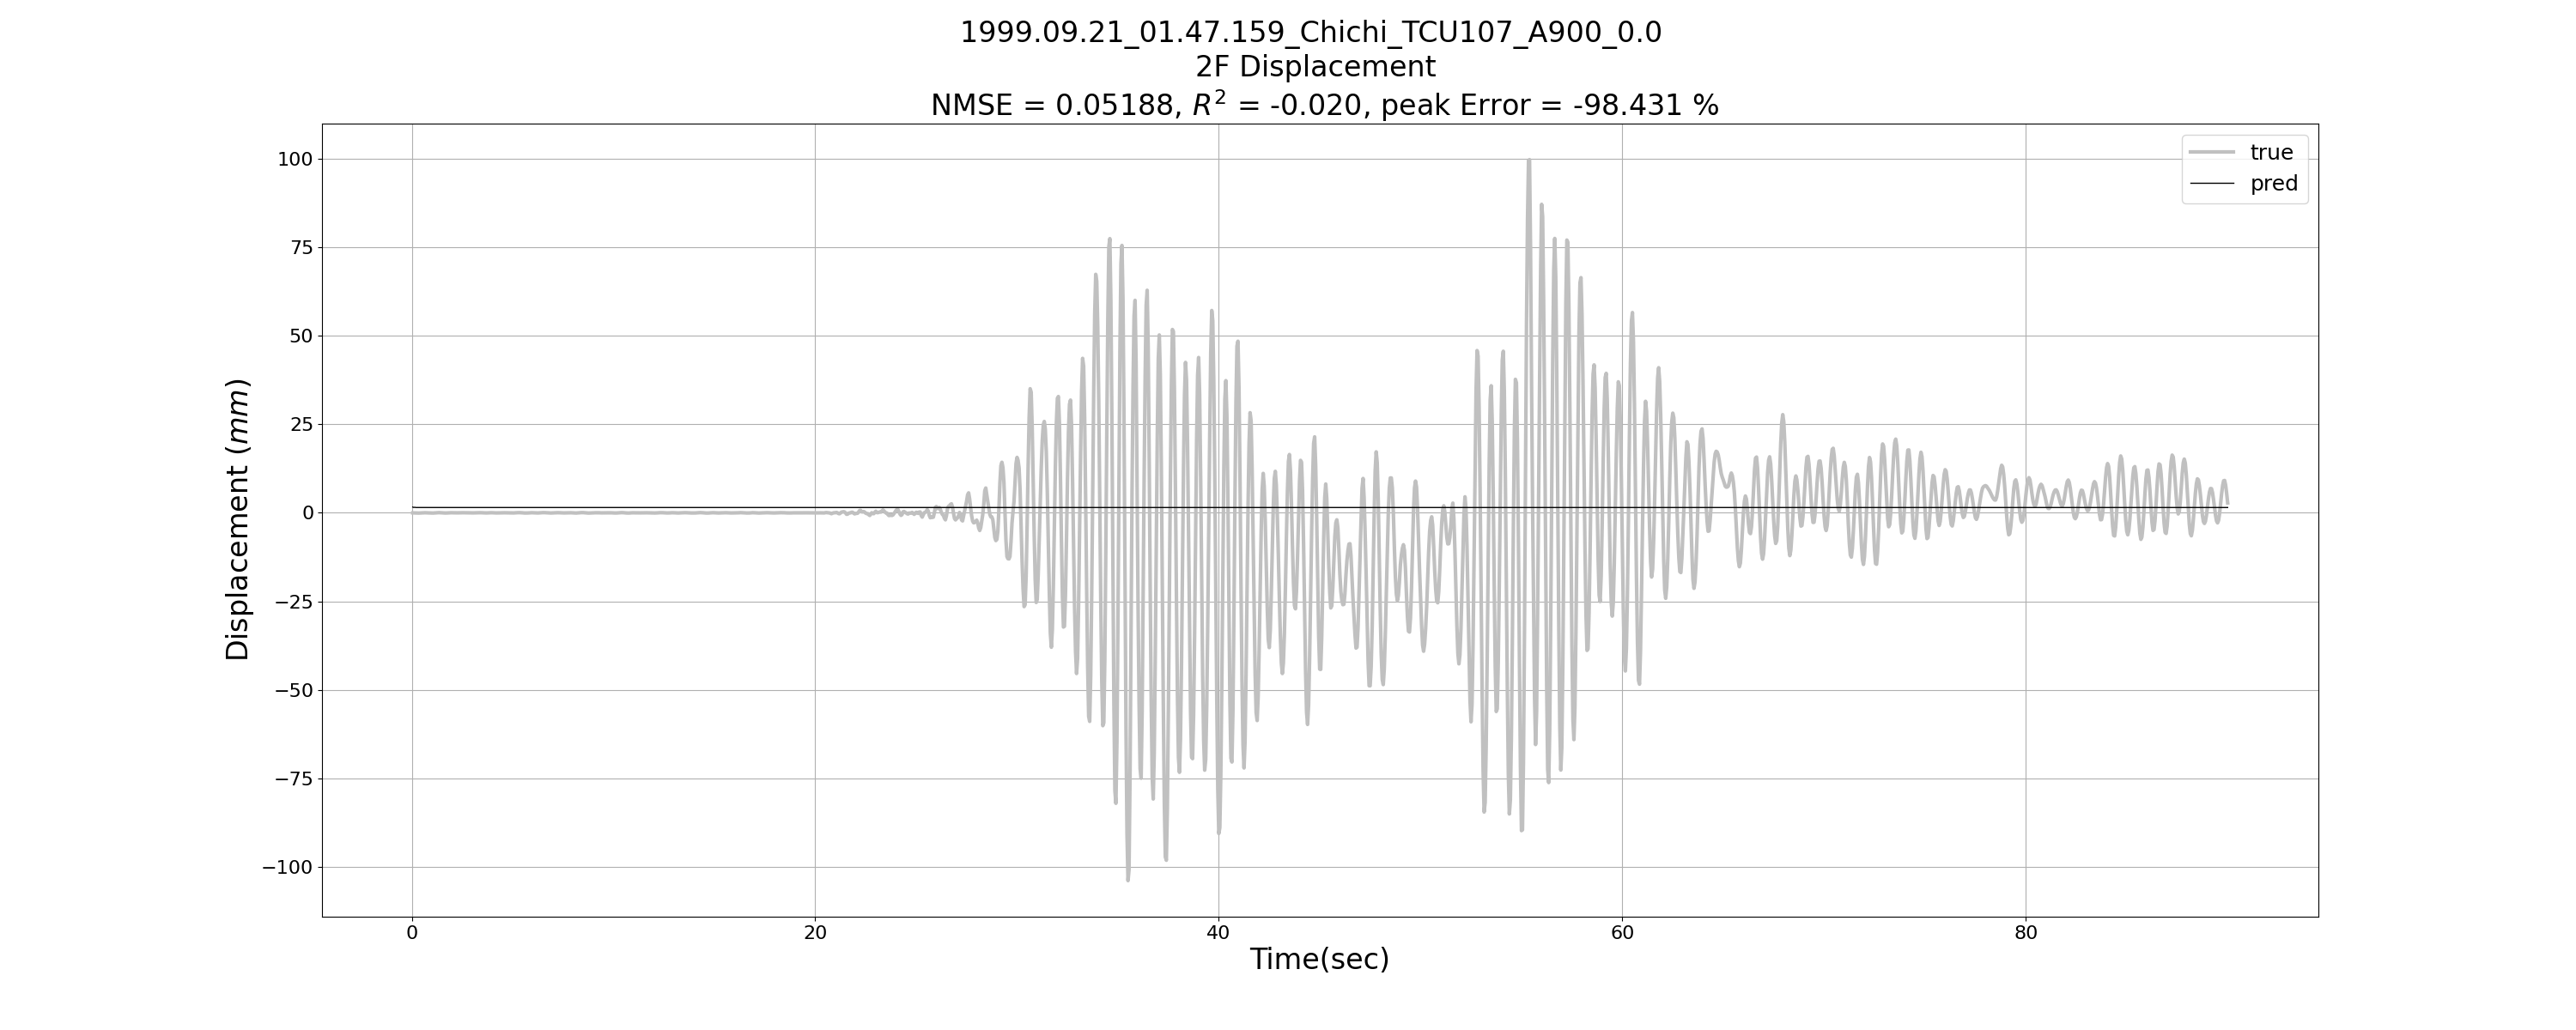 1999.09.21_01.47.159_Chichi_TCU107_A900_0.0
2F Displacement
NMSE = 0.05188, R² = -0.020, peak Error = -98.431 %
true
pred
100
75
50
25
0
−25
−50
−75
−100
Displacement (mm)
0 20 40 60 80
Time(sec)